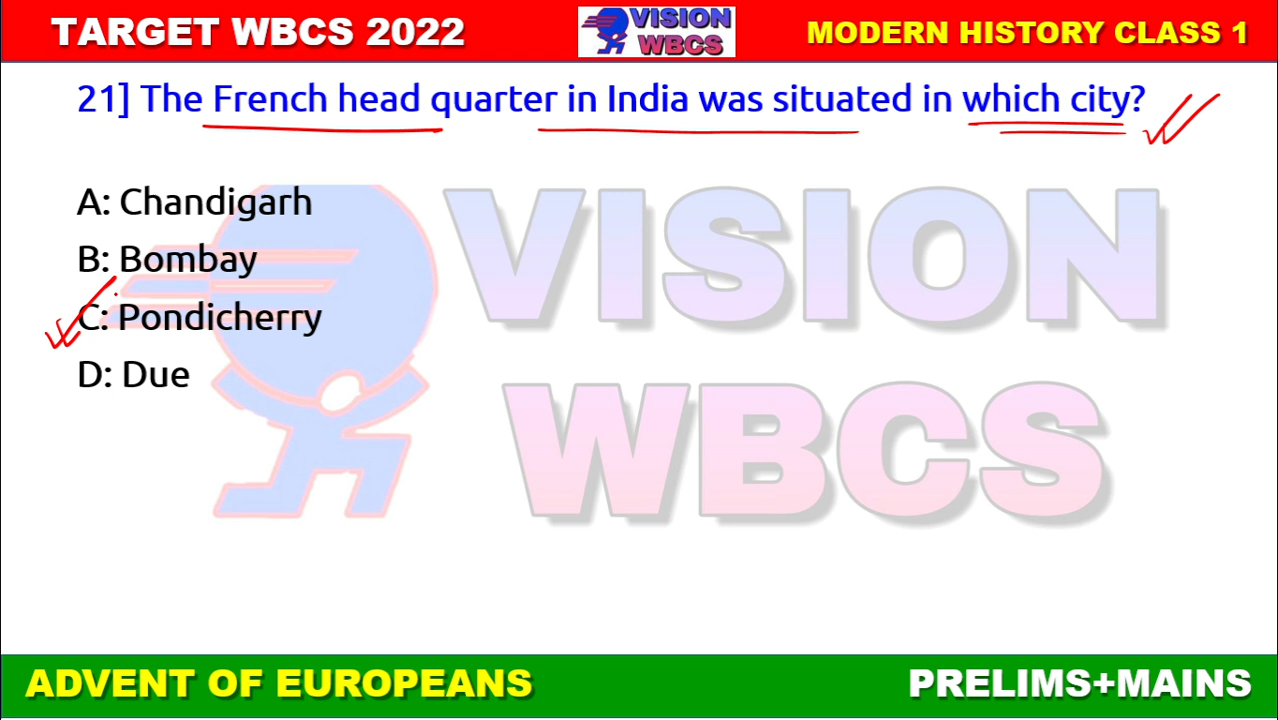 TARGET WBCS 2022
VISION
WBCS
MODERN HISTORY CLASS 1
21] The French head quarter in India was situated in which city?
A: Chandigarh
B: Bombay
C: Pondicherry
D: Due
VISION
WBCS
ADVENT OF EUROPEANS
PRELIMS+MAINS